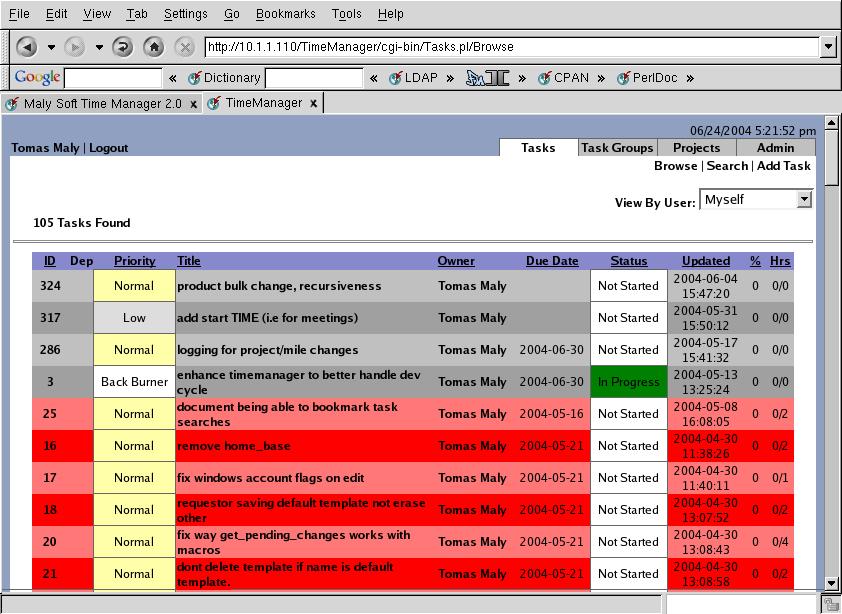 File Edit View Tab Settings Go Bookmarks Tools Help
http://10.1.1.110/TimeManager/cgi-bin/Tasks.pl/Browse
Google « Dictionary « LDAP » » CPAN » PerlDoc »
Maly Soft Time Manager 2.0 x TimeManager x
06/24/2004 5:21:52 pm
Tomas Maly | Logout Tasks Task Groups Projects Admin
Browse | Search | Add Task
View By User: Myself
105 Tasks Found
ID Dep Priority Title Owner Due Date Status Updated % Hrs
324 Normal product bulk change, recursiveness Tomas Maly Not Started 2004-06-04 15:47:20 0 0/0
317 Low add start TIME (i.e for meetings) Tomas Maly Not Started 2004-05-31 15:50:12 0 0/0
286 Normal logging for project/mile changes Tomas Maly 2004-06-30 Not Started 2004-05-17 15:41:32 0 0/0
3 Back Burner enhance timemanager to better handle dev cycle Tomas Maly 2004-06-30 In Progress 2004-05-13 13:25:24 0 0/0
25 Normal document being able to bookmark task searches Tomas Maly 2004-05-16 Not Started 2004-05-08 16:08:05 0 0/2
16 Normal remove home_base Tomas Maly 2004-05-21 Not Started 2004-04-30 11:38:26 0 0/2
17 Normal fix windows account flags on edit Tomas Maly 2004-05-21 Not Started 2004-04-30 11:40:11 0 0/1
18 Normal requestor saving default template not erase other Tomas Maly 2004-05-21 Not Started 2004-04-30 13:07:52 0 0/2
20 Normal fix way get_pending_changes works with macros Tomas Maly 2004-05-21 Not Started 2004-04-30 13:08:43 0 0/4
21 Normal dont delete template if name is default template. Tomas Maly 2004-05-21 Not Started 2004-04-30 13:08:58 0 0/2